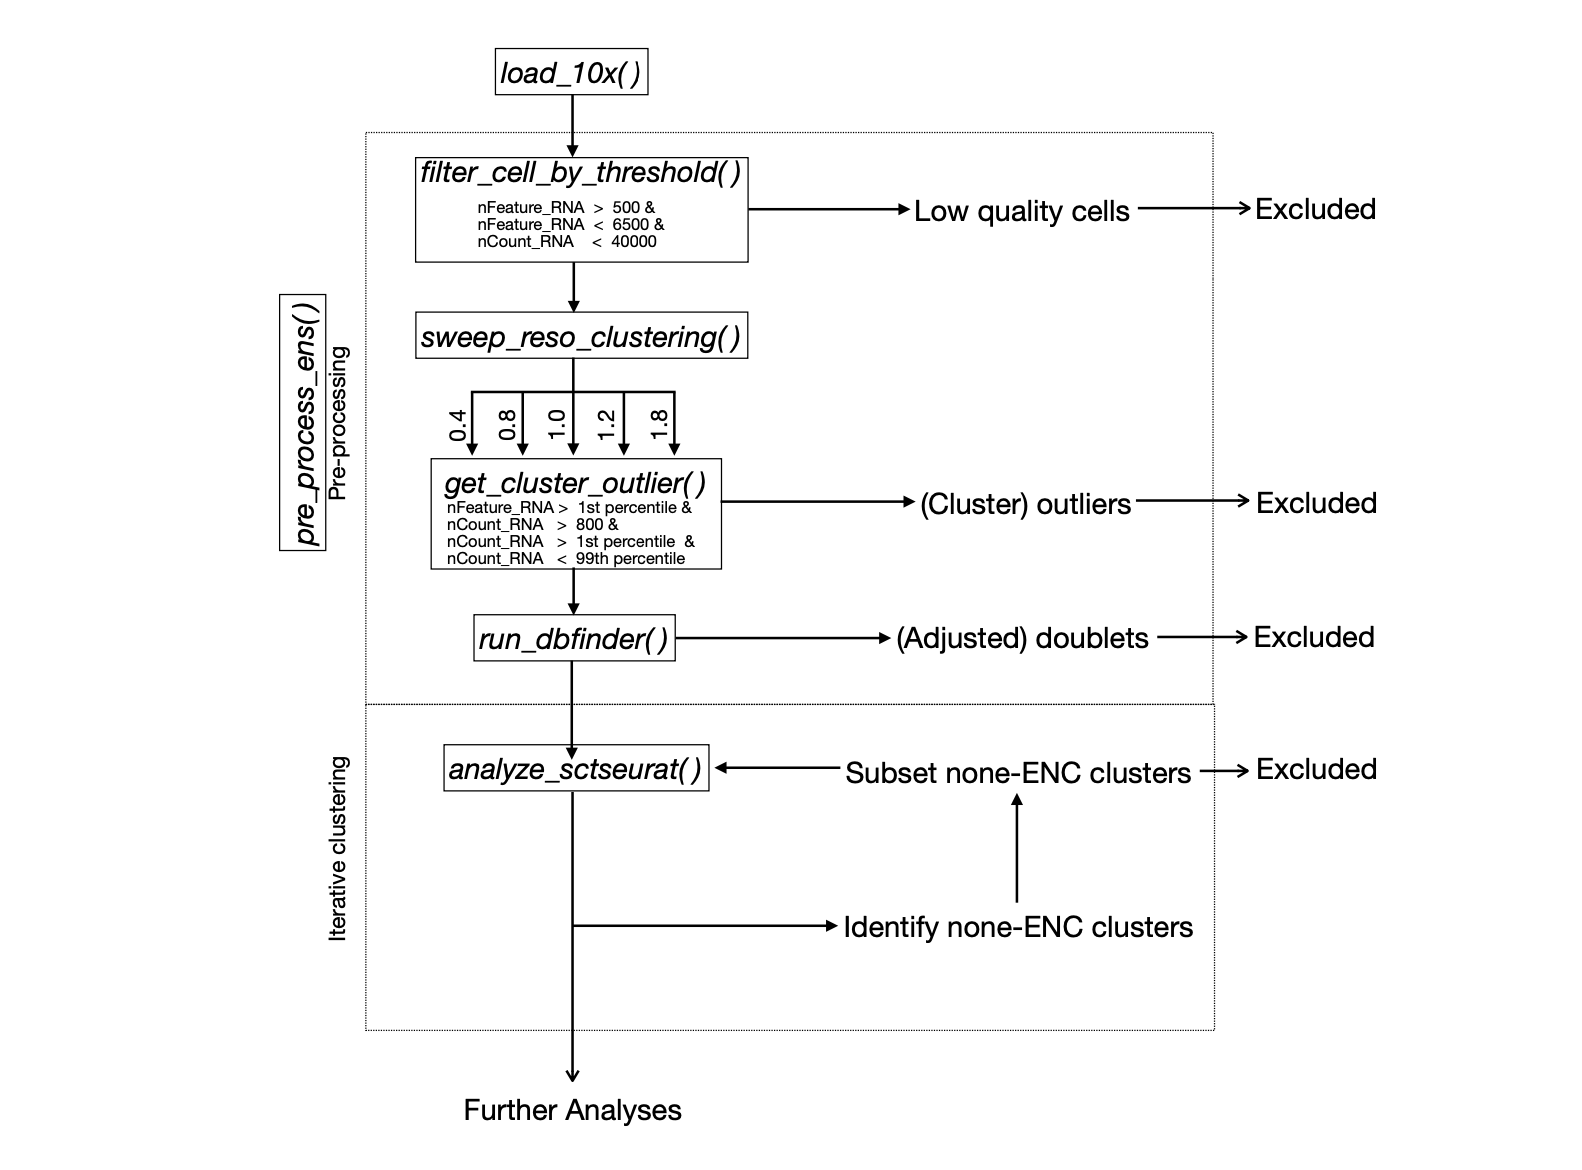 load_10x()
filter_cell_by_threshold()
nFeature_RNA > 500 &
nFeature_RNA < 6500 &
nCount_RNA < 40000
Low quality cells
Excluded
pre_process_ens()
Pre-processing
sweep_reso_clustering()
0.4
0.8
1.0
1.2
1.8
get_cluster_outlier()
nFeature_RNA > 1st percentile &
nCount_RNA > 800 &
nCount_RNA > 1st percentile &
nCount_RNA < 99th percentile
(Cluster) outliers
Excluded
run_dbfinder()
(Adjusted) doublets
Excluded
Iterative clustering
analyze_sctseurat()
Subset none-ENC clusters
Excluded
Identify none-ENC clusters
Further Analyses